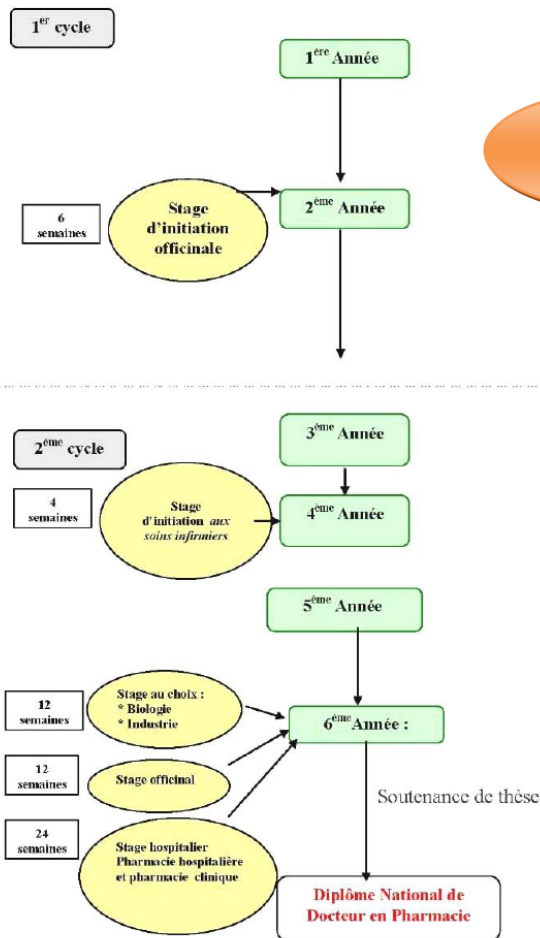 1er cycle
1ère Année
6
semaines
Stage
d'initiation
officinale
2ème Année
2ème cycle
3ème Année
4
semaines
Stage
d'initiation aux
soins infirmiers
4ème Année
5ème Année
12
semaines
Stage au choix :
* Biologie
* Industrie
6ème Année :
12
semaines
Stage officinal
Soutenance de thèse
24
semaines
Stage hospitalier
Pharmacie hospitalière
et pharmacie clinique
Diplôme National de
Docteur en Pharmacie